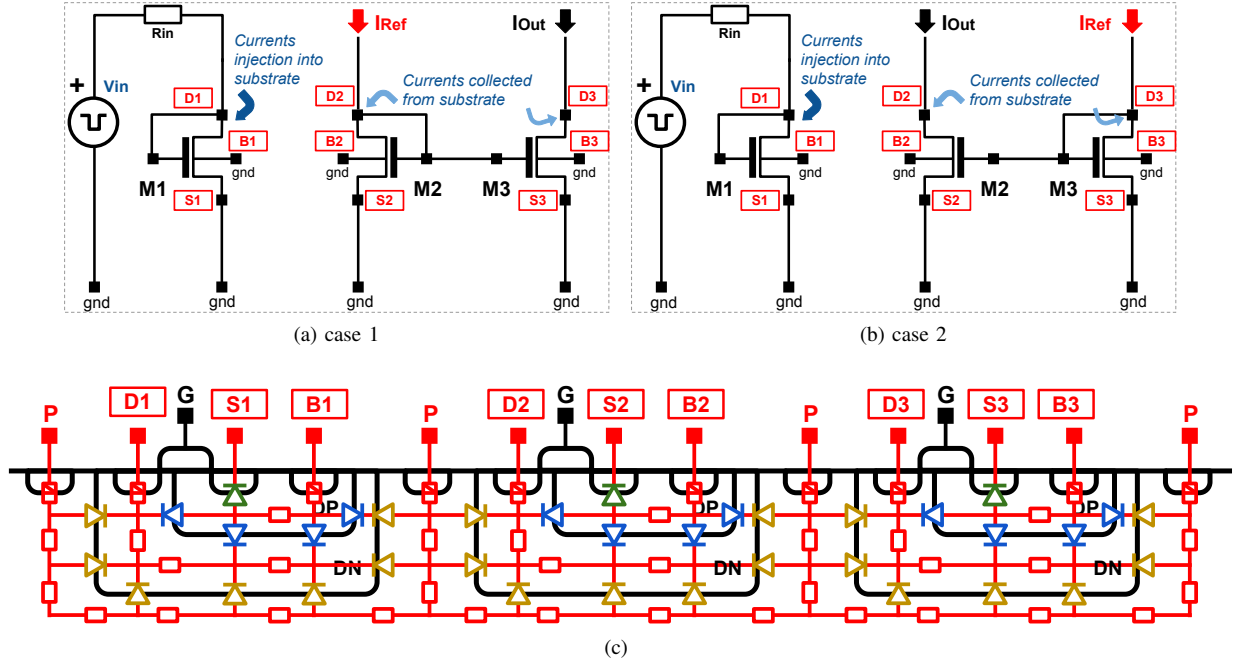 IRef
IOut
Rin
Currents
injection into
substrate
+
Vin
D1
D2
Currents collected
from substrate
D3
B1
B2
B3
gnd
gnd
gnd
M1
M2
M3
S1
S2
S3
gnd
gnd
gnd
gnd
(a) case 1
IOut
IRef
Rin
Currents
injection into
substrate
+
Vin
D1
D2
Currents collected
from substrate
D3
B1
B2
B3
gnd
gnd
gnd
M1
M2
M3
S1
S2
S3
gnd
gnd
gnd
gnd
(b) case 2
P D1 G S1 B1 P D2 G S2 B2 P D3 G S3 B3 P
DP DP DP
DN DN DN
(c)